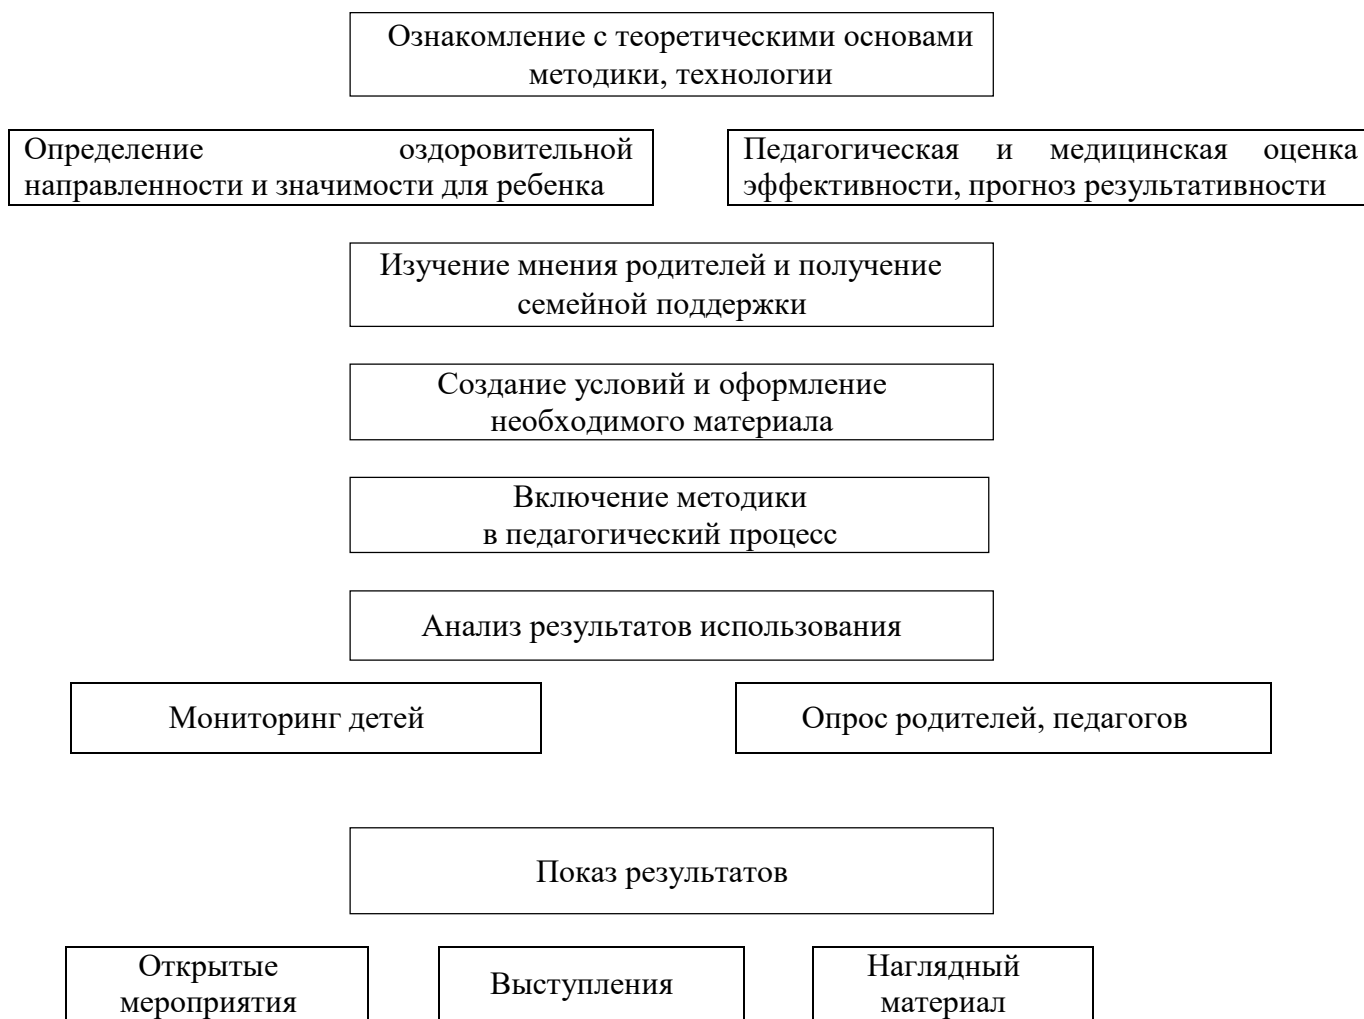 Ознакомление с теоретическими основами
методики, технологии
Определение оздоровительной
направленности и значимости для ребенка
Педагогическая и медицинская оценка
эффективности, прогноз результативности
Изучение мнения родителей и получение
семейной поддержки
Создание условий и оформление
необходимого материала
Включение методики
в педагогический процесс
Анализ результатов использования
Мониторинг детей
Опрос родителей, педагогов
Показ результатов
Открытые
мероприятия
Выступления
Наглядный
материал